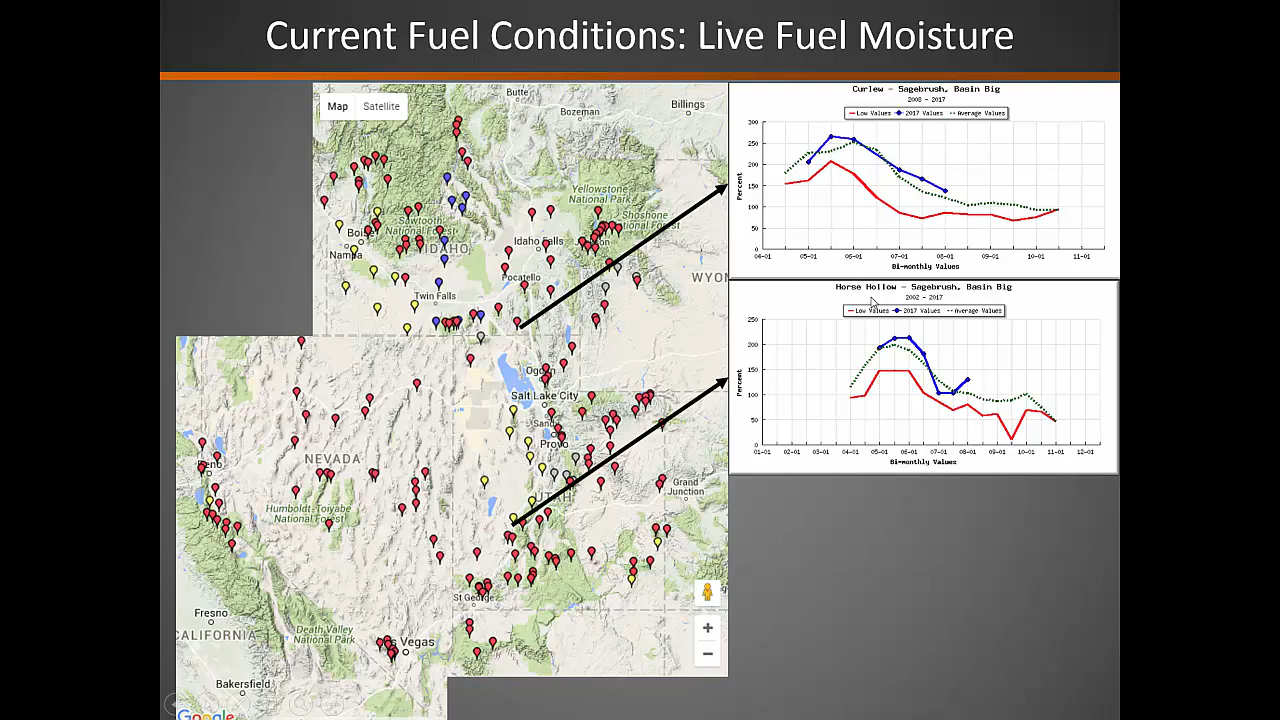 Current Fuel Conditions: Live Fuel Moisture
Map Satellite
Butte
Billings
Bozeman
Yellowstone
National Park
Shoshone
National Forest
Sawtooth
National Forest
Boise
IDAHO
Idaho Falls
Nampa
WYOM
Pocatello
Twin Falls
Ogden
Salt Lake City
Sandy
Provo
Reno
NEVADA
Grand
Junction
UTAH
Humboldt-Toiyabe
National Forest
St George
Fresno
CALIFORNIA
Death Valley
National Park
Las Vegas
Bakersfield
Google
Curlew - Sagebrush, Basin Big
2008 - 2017
Low Values 2017 Values Average Values
300
250
200
150
100
50
0
Percent
04-01 05-01 06-01 07-01 08-01 09-01 10-01 11-01
Bi-monthly Values
Horse Hollow - Sagebrush, Basin Big
2002 - 2017
Low Values 2017 Values Average Values
250
200
150
100
50
0
Percent
01-01 02-01 03-01 04-01 05-01 06-01 07-01 08-01 09-01 10-01 11-01 12-01
Bi-monthly Values